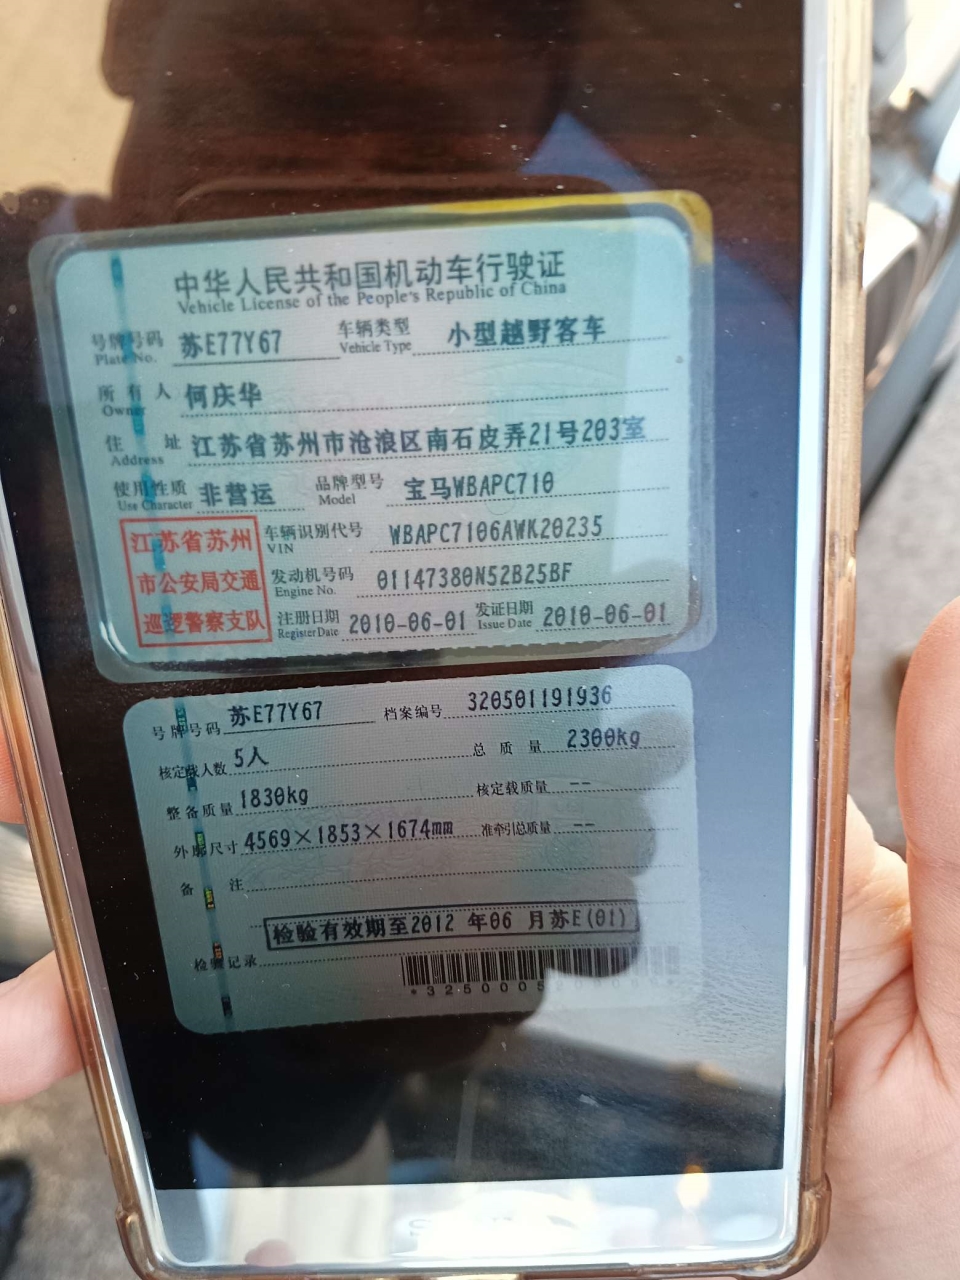 中华人民共和国机动车行驶证
Vehicle License of the People's Republic of China
号牌号码 苏E77Y67 车辆类型 小型越野客车
Plate No. Vehicle Type
所有人 何庆华
Owner
住址 江苏省苏州市沧浪区南石皮弄21号203室
Address
使用性质 非营运 品牌型号 宝马WBAPC710
Use Character Model
江苏省苏州 车辆识别代号 WBAPC7106AWK20235
VIN
市公安局交通 发动机号码 01147380N52B25BF
Engine No.
巡逻警察支队 注册日期 2010-06-01 发证日期 2010-06-01
Register Date Issue Date
号牌号码 苏E77Y67 档案编号 320501191936
核定载人数 5人 总质量 2300kg
整备质量 1830kg 核定载质量 --
外廓尺寸 4569×1853×1674mm 准牵引总质量 --
备注
检验有效期至2012 年06 月苏E(01)
检验记录